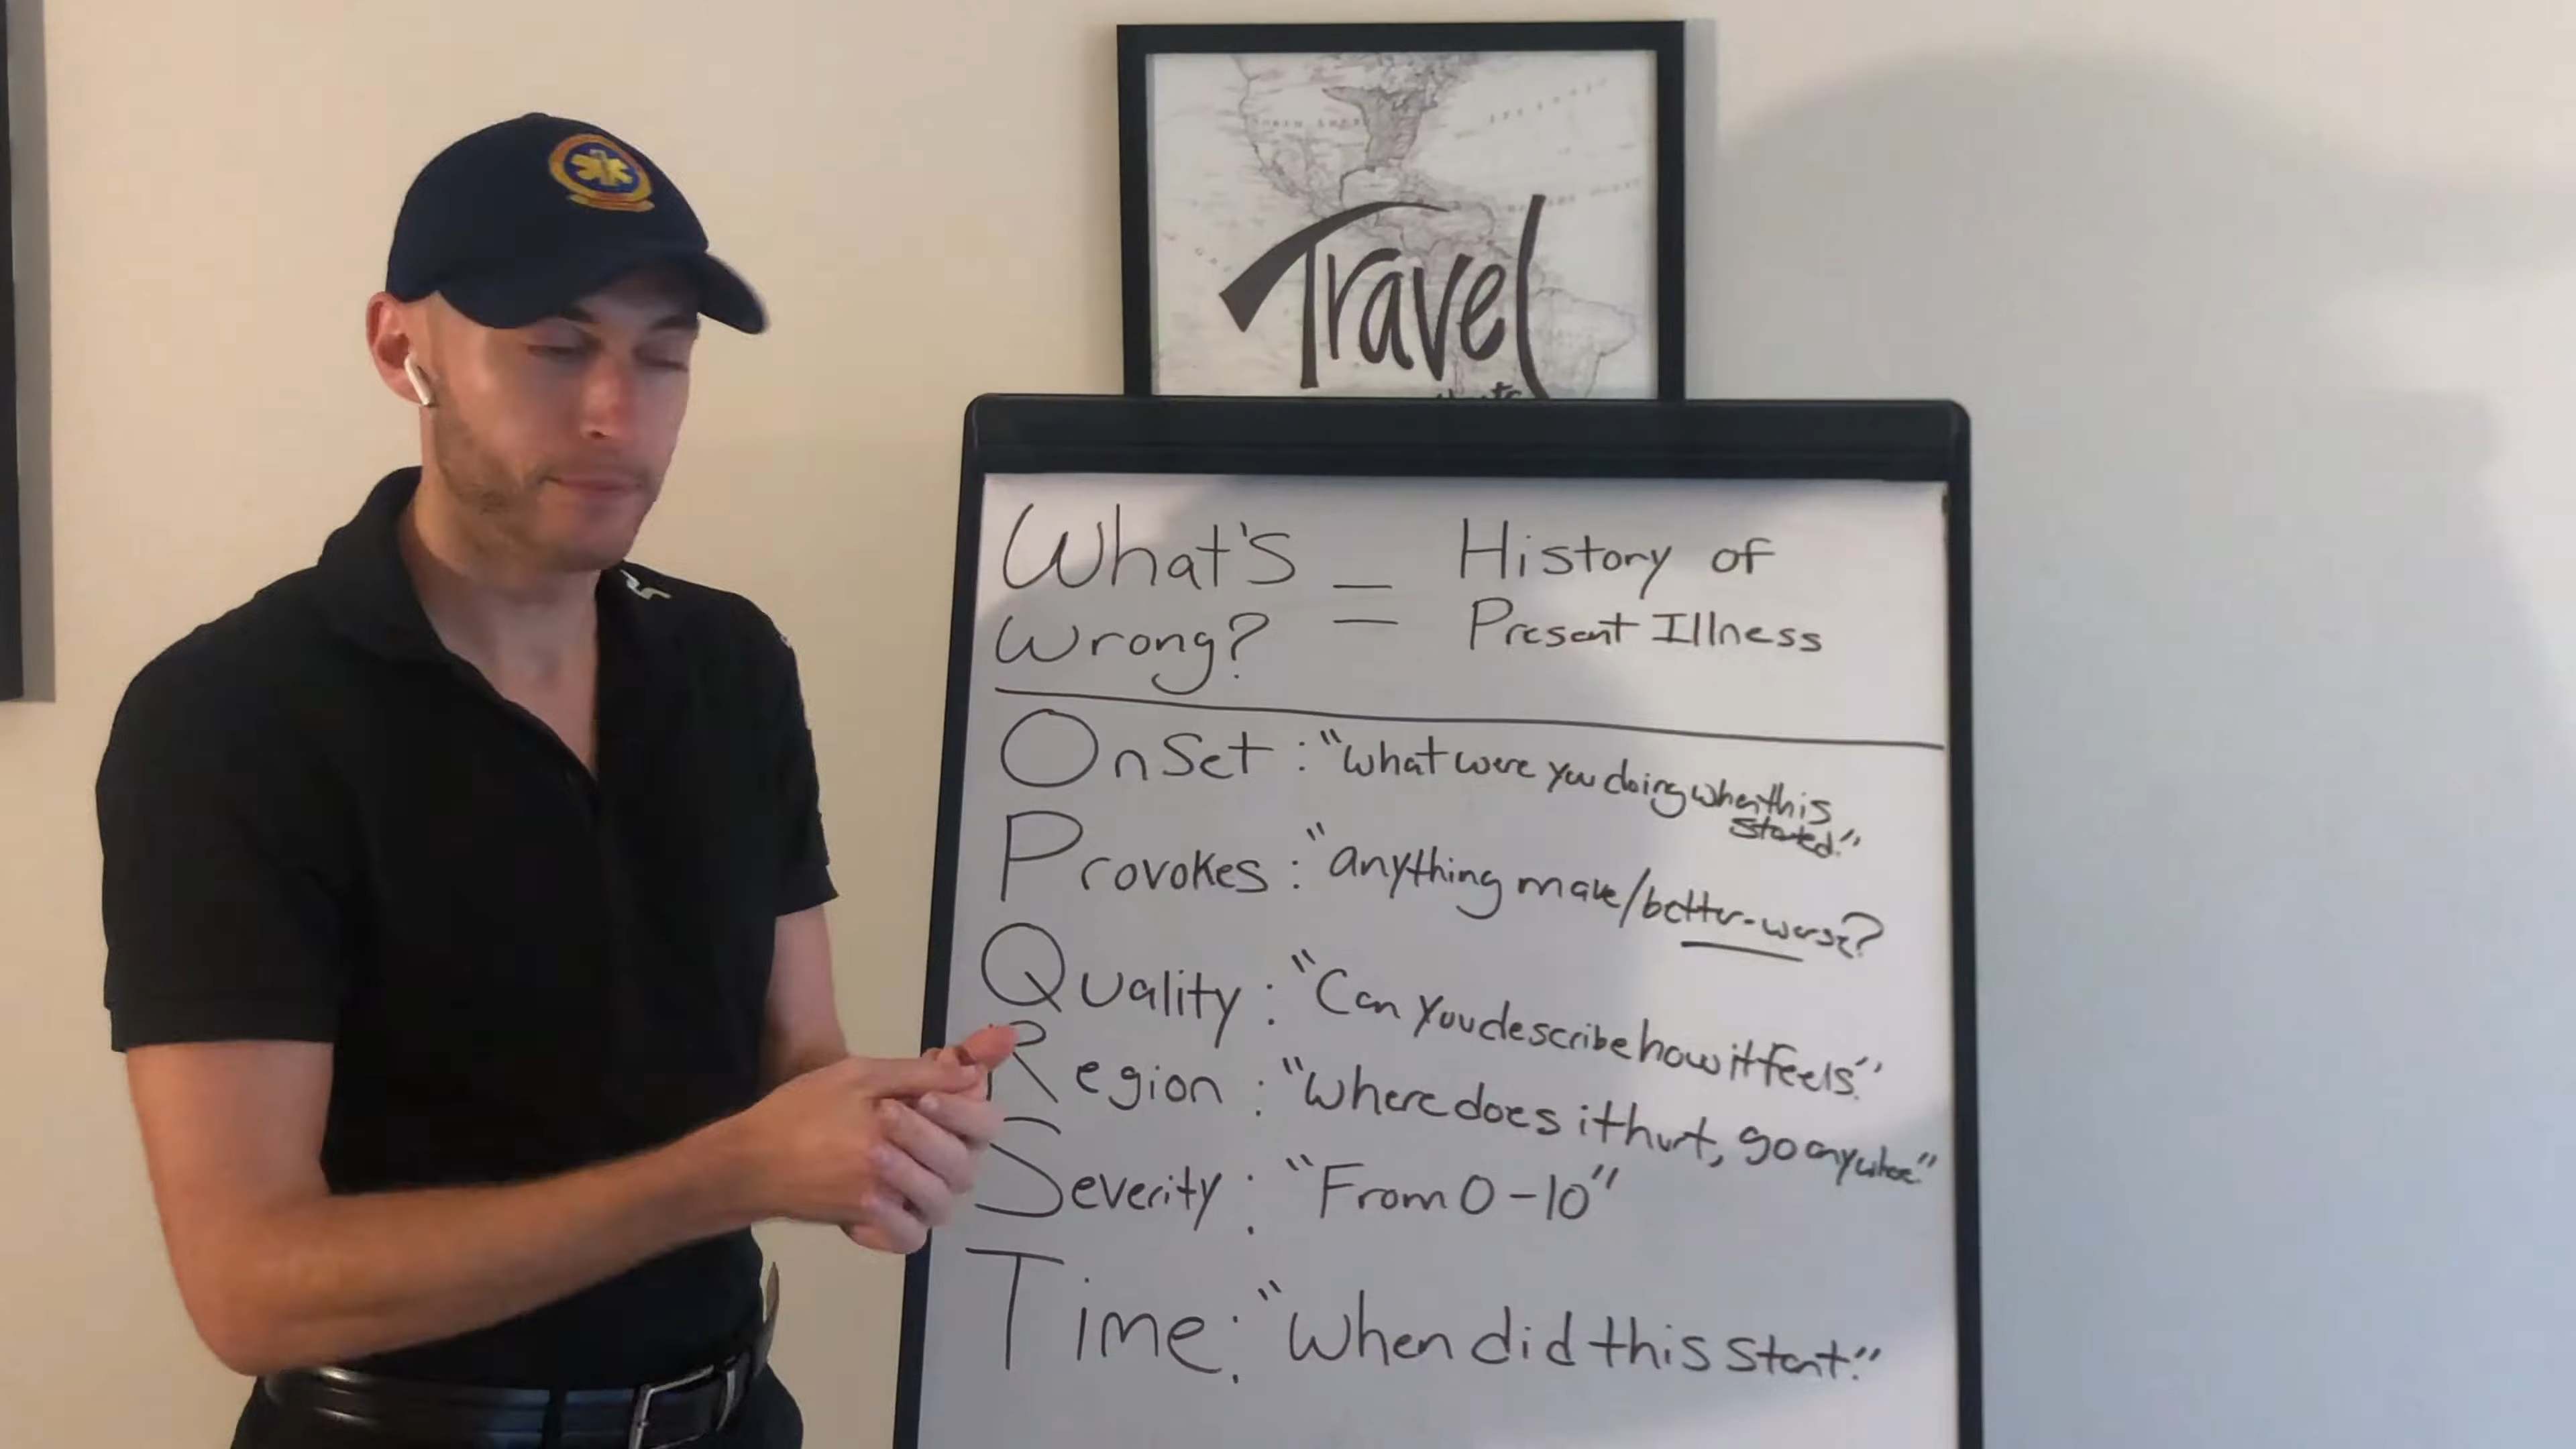 Travel
What's = History of
Wrong? Present Illness
OnSet : "What were you doing when this
started."
Provokes : "anything make/better-worse?
Quality : "Can you describe how it feels."
Region : "Where does it hurt, go anywhere"
Severity : "From 0-10"
Time : "When did this start."